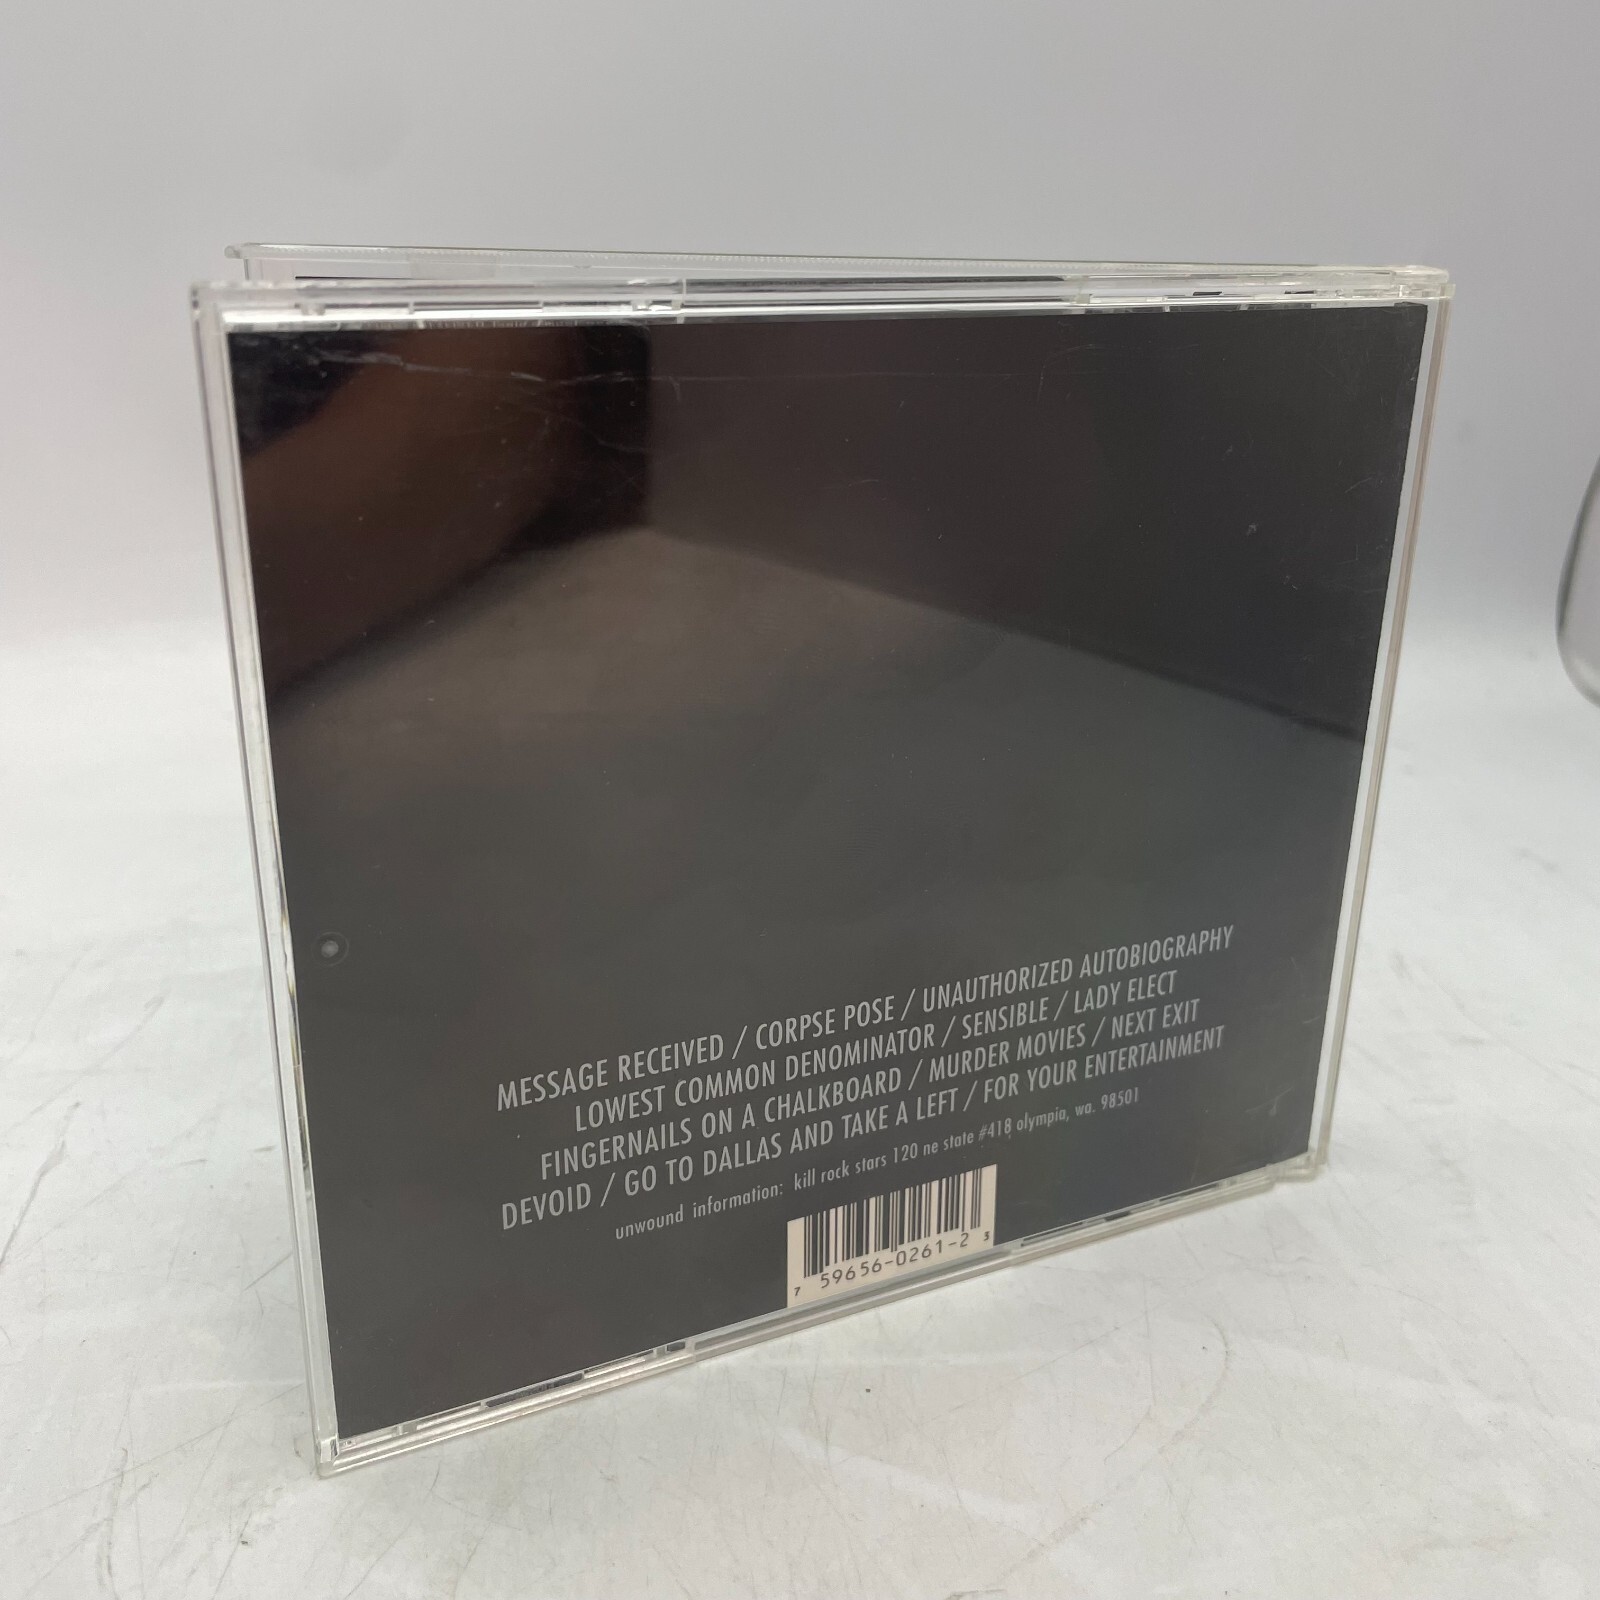 MESSAGE RECEIVED / CORPSE POSE / UNAUTHORIZED AUTOBIOGRAPHY
LOWEST COMMON DENOMINATOR / SENSIBLE / LADY ELECT
FINGERNAILS ON A CHALKBOARD / MURDER MOVIES / NEXT EXIT
DEVOID / GO TO DALLAS AND TAKE A LEFT / FOR YOUR ENTERTAINMENT
unwound information: kill rock stars 120 ne state #418 olympia, wa. 98501
7 59656-0261-2 3